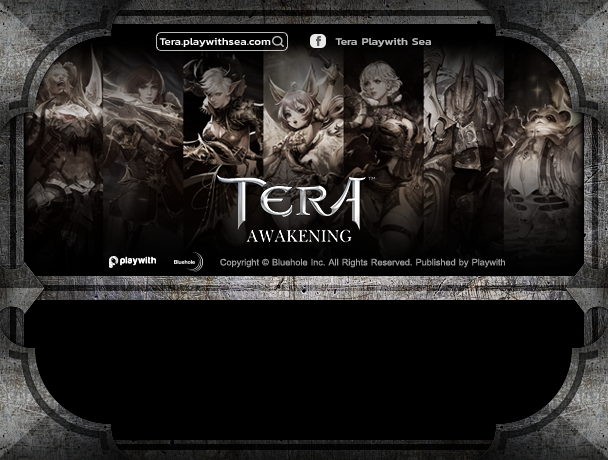 Tera.playwithsea.com
f Tera Playwith Sea
TERA™
AWAKENING
playwith
Bluehole
Copyright © Bluehole Inc. All Rights Reserved. Published by Playwith